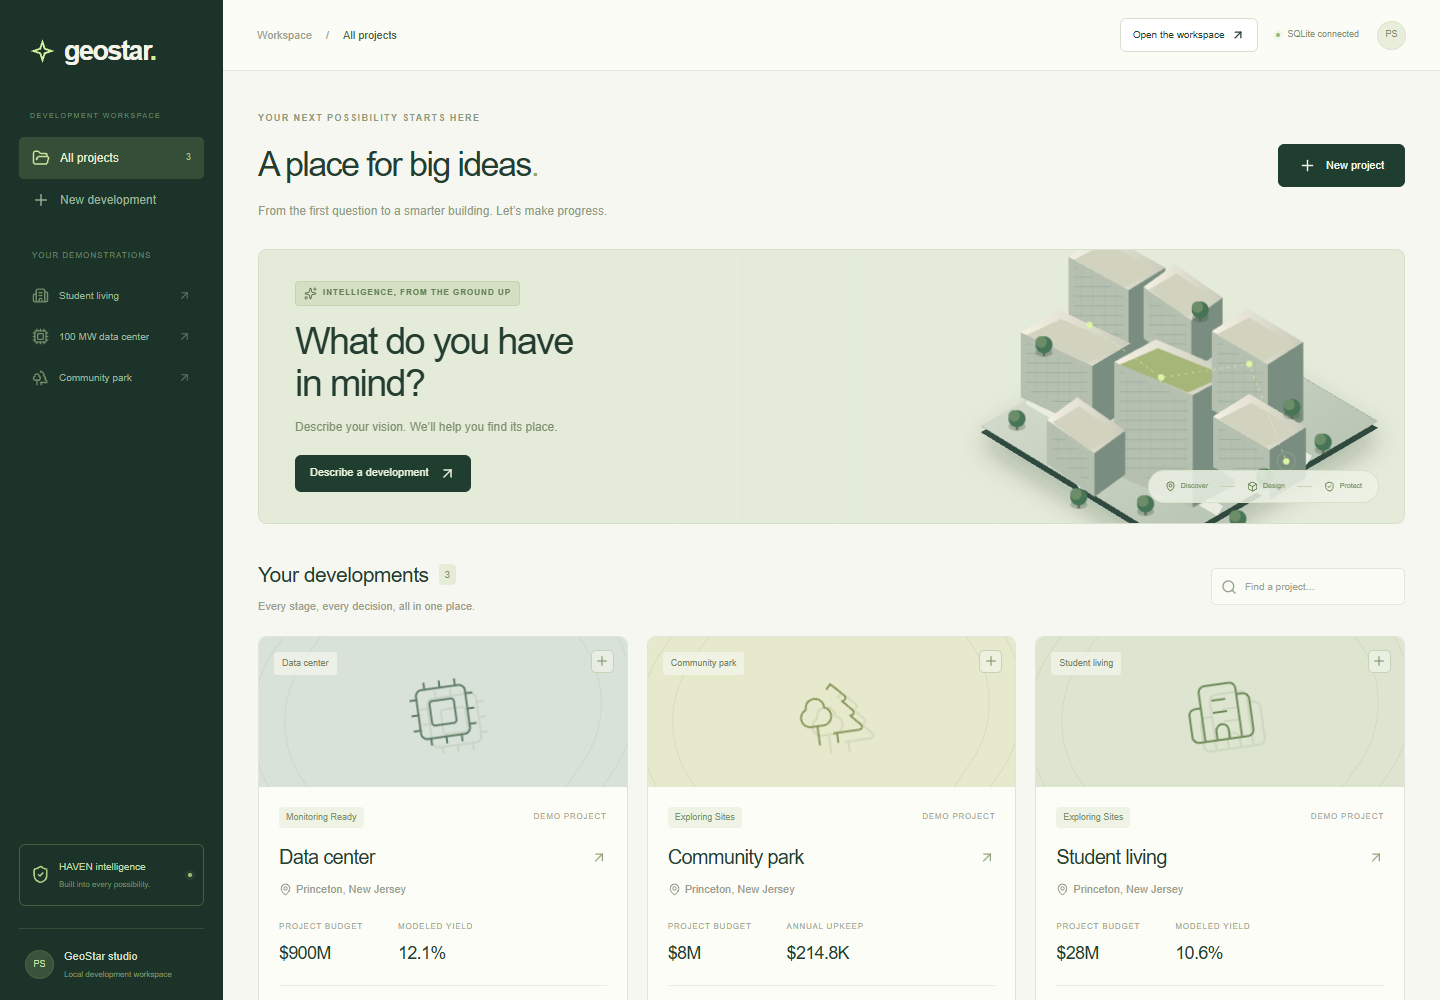 geostar.
DEVELOPMENT WORKSPACE
All projects 3
New development
YOUR DEMONSTRATIONS
Student living
100 MW data center
Community park
HAVEN intelligence
Built into every possibility.
PS
GeoStar studio
Local development workspace
Workspace / All projects
Open the workspace
SQLite connected
PS
YOUR NEXT POSSIBILITY STARTS HERE
A place for big ideas.
New project
From the first question to a smarter building. Let's make progress.
INTELLIGENCE, FROM THE GROUND UP
What do you have
in mind?
Describe your vision. We'll help you find its place.
Describe a development
Discover Design Protect
Your developments 3
Every stage, every decision, all in one place.
Find a project...
Data center
Monitoring Ready DEMO PROJECT
Data center
Princeton, New Jersey
PROJECT BUDGET MODELED YIELD
$900M 12.1%
Community park
Exploring Sites DEMO PROJECT
Community park
Princeton, New Jersey
PROJECT BUDGET ANNUAL UPKEEP
$8M $214.8K
Student living
Exploring Sites DEMO PROJECT
Student living
Princeton, New Jersey
PROJECT BUDGET MODELED YIELD
$28M 10.6%